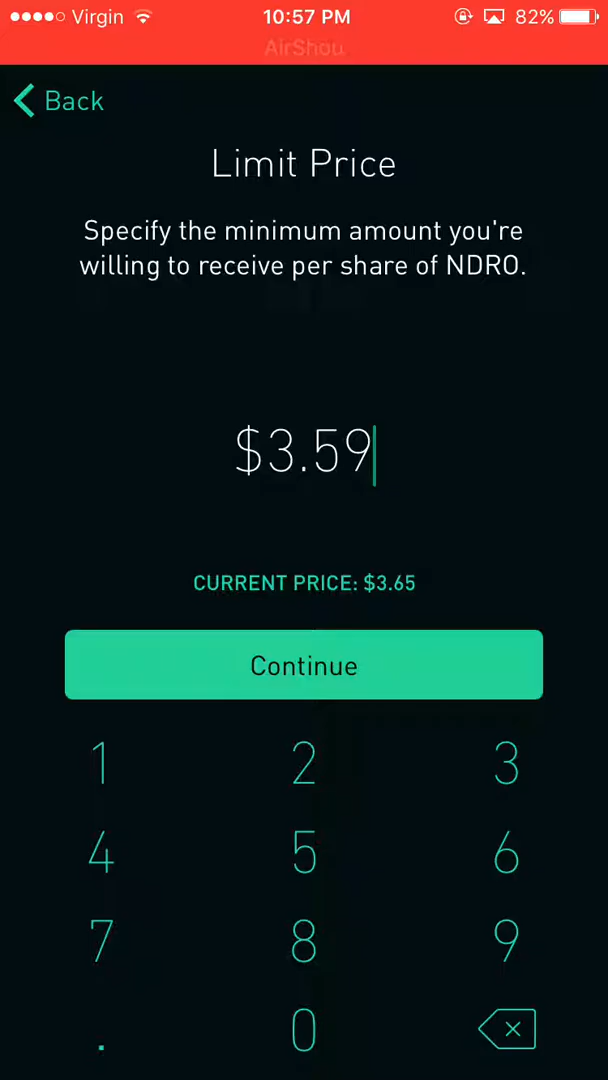 Virgin 10:57 PM 82%
AirShou
Back
Limit Price
Specify the minimum amount you're
willing to receive per share of NDRO.
$3.59
CURRENT PRICE: $3.65
Continue
1 2 3
4 5 6
7 8 9
. 0